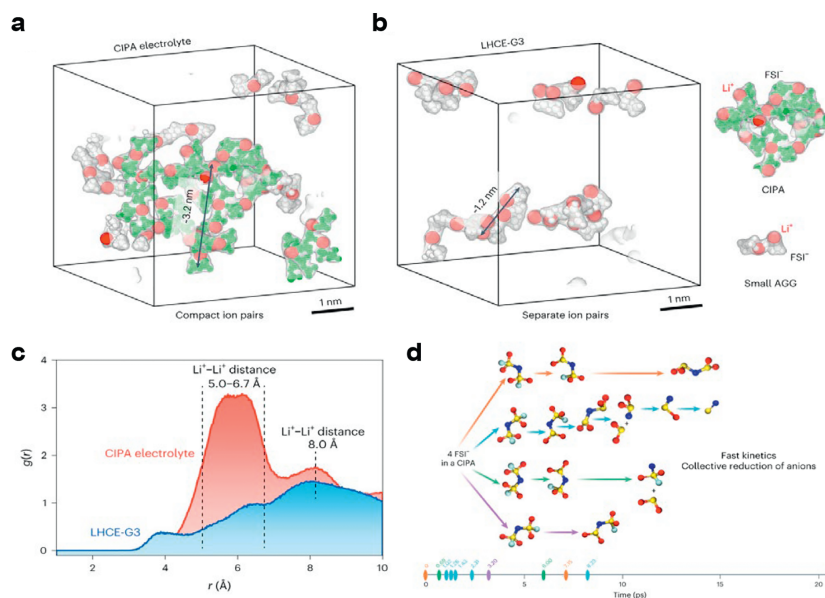 a
CIPA electrolyte
~3.2 nm
1 nm
Compact ion pairs
b
LHCE-G3
~1.2 nm
1 nm
Separate ion pairs
Li⁺
FSI⁻
CIPA
Li⁺
FSI⁻
Small AGG
c
4
3
2
1
0
g(r)
Li⁺–Li⁺ distance
5.0–6.7 Å
Li⁺–Li⁺ distance
8.0 Å
CIPA electrolyte
LHCE-G3
2
4
6
8
10
r (Å)
d
4 FSI⁻
in a CIPA
+
+
Fast kinetics
Collective reduction of anions
0
5
10
15
20
Time (ps)